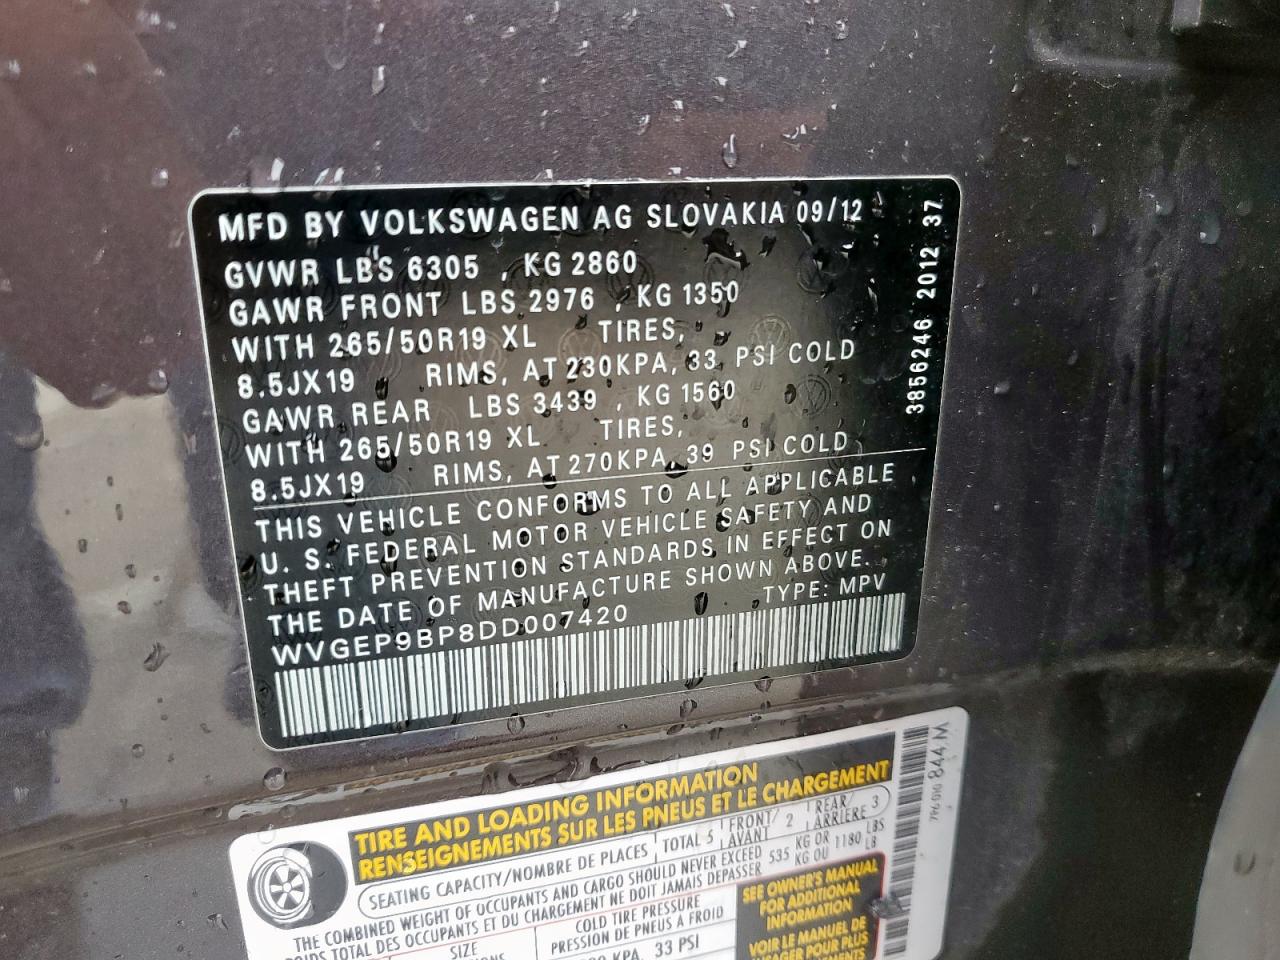 MFD BY VOLKSWAGEN AG SLOVAKIA 09/12
GVWR LBS 6305 , KG 2860
GAWR FRONT LBS 2976 , KG 1350
WITH 265/50R19 XL TIRES,
8.5JX19 RIMS, AT 230KPA, 33 PSI COLD
GAWR REAR LBS 3439 , KG 1560
WITH 265/50R19 XL TIRES,
8.5JX19 RIMS, AT 270KPA, 39 PSI COLD
THIS VEHICLE CONFORMS TO ALL APPLICABLE
U. S. FEDERAL MOTOR VEHICLE SAFETY AND
THEFT PREVENTION STANDARDS IN EFFECT ON
THE DATE OF MANUFACTURE SHOWN ABOVE.
WVGEP9BP8DD007420 TYPE: MPV
3856246 2012 37
TIRE AND LOADING INFORMATION
RENSEIGNEMENTS SUR LES PNEUS ET LE CHARGEMENT
SEATING CAPACITY/NOMBRE DE PLACES TOTAL 5 FRONT/AVANT 2 REAR/ARRIÈRE 3
THE COMBINED WEIGHT OF OCCUPANTS AND CARGO SHOULD NEVER EXCEED 535 KG OR 1180 LBS
POIDS TOTAL DES OCCUPANTS ET DU CHARGEMENT NE DOIT JAMAIS DEPASSER KG OU LB
SIZE
COLD TIRE PRESSURE
PRESSION DE PNEUS A FROID
KPA, 33 PSI
SEE OWNER'S MANUAL
FOR ADDITIONAL
INFORMATION
VOIR LE MANUEL DE
L'USAGER POUR PLUS
844 M